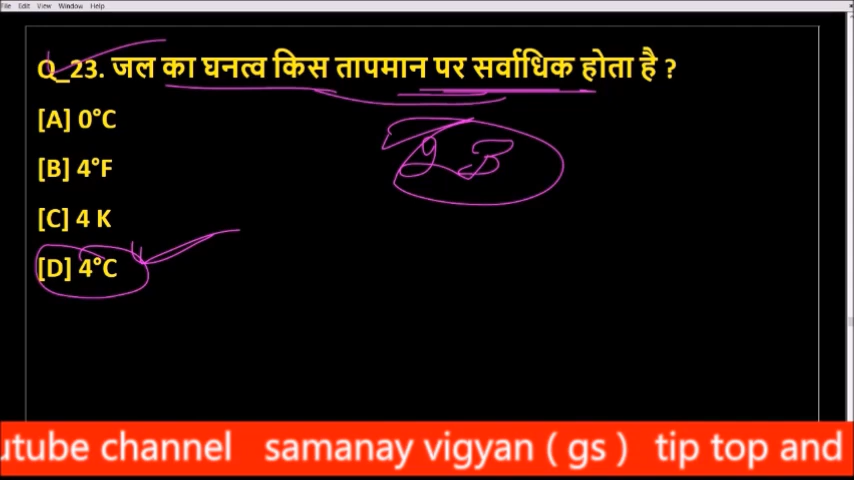 File Edit View Window Help
Q_23. जल का घनत्व किस तापमान पर सर्वाधिक होता है ?
[A] 0°C
[B] 4°F
[C] 4 K
[D] 4°C
utube channel samanay vigyan ( gs ) tip top and